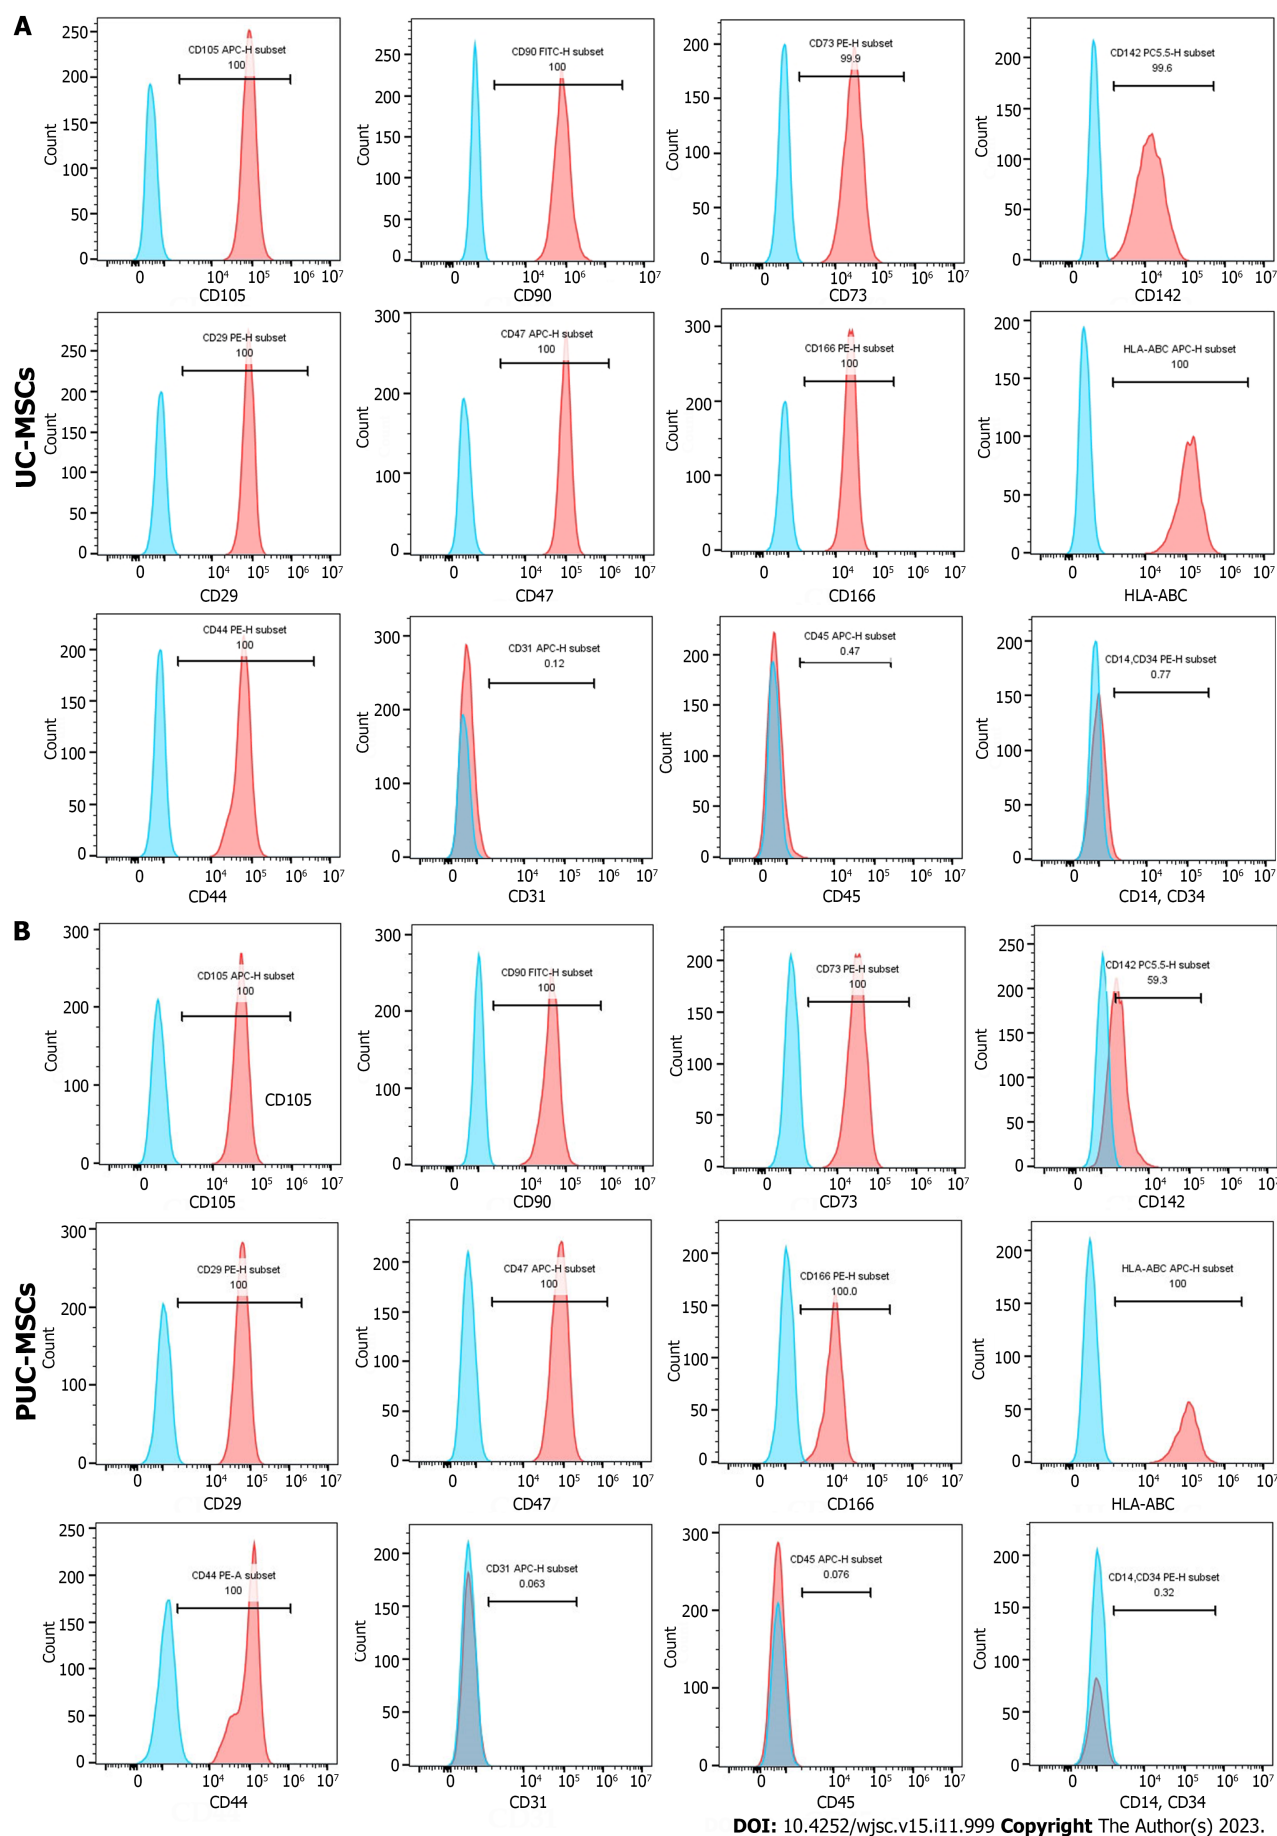 A
UC-MSCs
CD105 APC-H subset
100
Count
250
200
150
100
50
0
0 10⁴ 10⁵ 10⁶ 10⁷
CD105
CD90 FITC-H subset
100
Count
250
200
150
100
50
0
0 10⁴ 10⁶ 10⁷
CD90
CD73 PE-H subset
99.9
Count
200
150
100
50
0
0 10⁴ 10⁵ 10⁶ 10⁷
CD73
CD142 PC5.5-H subset
99.6
Count
200
150
100
50
0
0 10⁴ 10⁵ 10⁶ 10⁷
CD142
CD29 PE-H subset
100
Count
250
200
150
100
50
0
0 10⁴ 10⁵ 10⁶ 10⁷
CD29
CD47 APC-H subset
100
Count
300
200
100
0
0 10⁴ 10⁵ 10⁶ 10⁷
CD47
CD166 PE-H subset
100
Count
300
200
100
0
0 10⁴ 10⁵ 10⁶ 10⁷
CD166
HLA-ABC APC-H subset
100
Count
200
150
100
50
0
0 10⁴ 10⁵ 10⁶ 10⁷
HLA-ABC
CD44 PE-H subset
100
Count
200
150
100
50
0
0 10⁴ 10⁵ 10⁶ 10⁷
CD44
CD31 APC-H subset
0.12
Count
300
200
100
0
0 10⁴ 10⁵ 10⁶ 10⁷
CD31
CD45 APC-H subset
0.47
Count
200
150
100
50
0
0 10⁴ 10⁵ 10⁶ 10⁷
CD45
CD14,CD34 PE-H subset
0.77
Count
200
150
100
50
0
0 10⁴ 10⁵ 10⁶ 10⁷
CD14, CD34
B
PUC-MSCs
CD105 APC-H subset
100
CD105
Count
300
200
100
0
0 10⁴ 10⁵ 10⁶ 10⁷
CD105
CD90 FITC-H subset
100
Count
300
200
100
0
0 10⁴ 10⁵ 10⁶ 10⁷
CD90
CD73 PE-H subset
100
Count
200
150
100
50
0
0 10⁴ 10⁵ 10⁶ 10⁷
CD73
CD142 PC5.5-H subset
59.3
Count
250
200
150
100
50
0
0 10⁴ 10⁵ 10⁶ 10⁷
CD142
CD29 PE-H subset
100
Count
300
200
100
0
0 10⁴ 10⁵ 10⁶ 10⁷
CD29
CD47 APC-H subset
100
Count
200
150
100
50
0
0 10⁴ 10⁵ 10⁶ 10⁷
CD47
CD166 PE-H subset
100.0
Count
200
150
100
50
0
0 10⁴ 10⁵ 10⁶ 10⁷
CD166
HLA-ABC APC-H subset
100
Count
200
150
100
50
0
0 10⁴ 10⁵ 10⁶ 10⁷
HLA-ABC
CD44 PE-A subset
100
Count
250
200
150
100
50
0
0 10⁴ 10⁵ 10⁶ 10⁷
CD44
CD31 APC-H subset
0.063
Count
200
150
100
50
0
0 10⁴ 10⁵ 10⁶ 10⁷
CD31
CD45 APC-H subset
0.076
Count
300
200
100
0
0 10⁴ 10⁵ 10⁶ 10⁷
CD45
CD14,CD34 PE-H subset
0.32
Count
200
150
100
50
0
0 10⁴ 10⁵ 10⁶ 10⁷
CD14, CD34
DOI: 10.4252/wjsc.v15.i11.999 Copyright The Author(s) 2023.